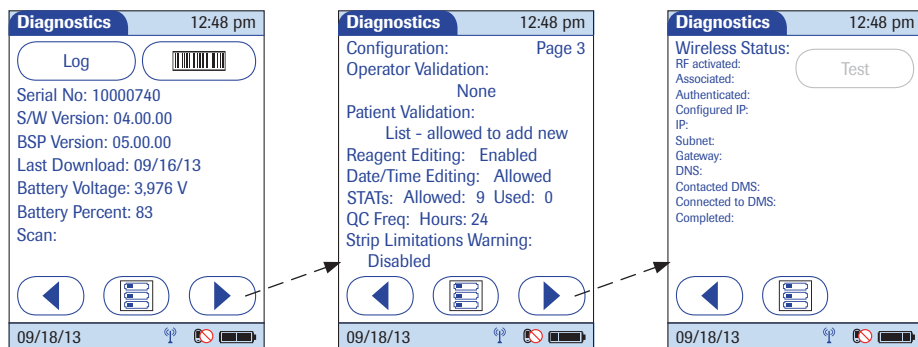 Diagnostics 12:48 pm
Log
Serial No: 10000740
S/W Version: 04.00.00
BSP Version: 05.00.00
Last Download: 09/16/13
Battery Voltage: 3,976 V
Battery Percent: 83
Scan:
09/18/13
Diagnostics 12:48 pm
Configuration: Page 3
Operator Validation:
None
Patient Validation:
List - allowed to add new
Reagent Editing: Enabled
Date/Time Editing: Allowed
STATs: Allowed: 9 Used: 0
QC Freq: Hours: 24
Strip Limitations Warning:
Disabled
09/18/13
Diagnostics 12:48 pm
Wireless Status:
Test
RF activated:
Associated:
Authenticated:
Configured IP:
IP:
Subnet:
Gateway:
DNS:
Contacted DMS:
Connected to DMS:
Completed:
09/18/13